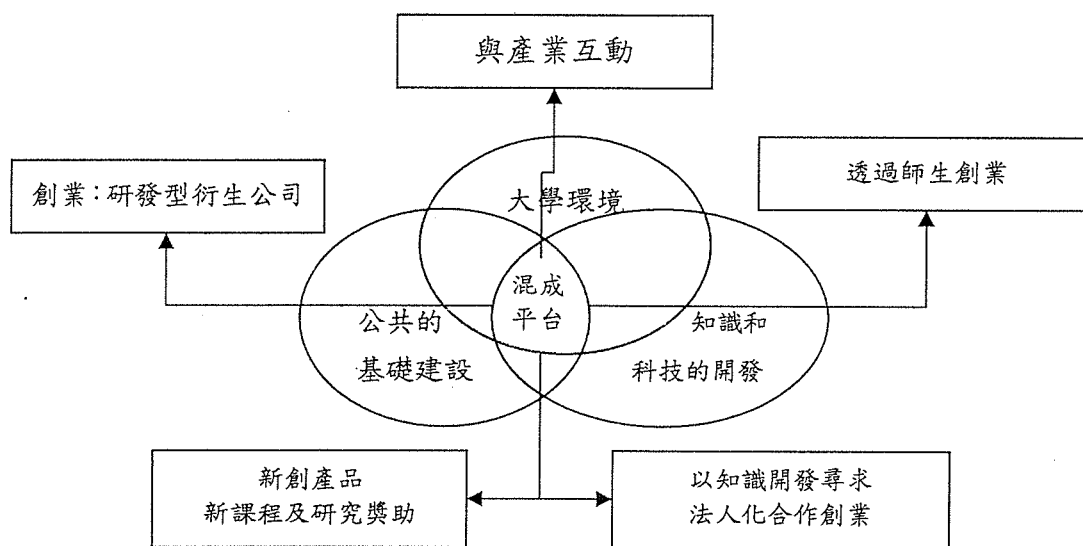 與產業互動
創業：研發型衍生公司
透過師生創業
大學環境
混成
平台
公共的
基礎建設
知識和
科技的開發
新創產品
新課程及研究獎助
以知識開發尋求
法人化合作創業